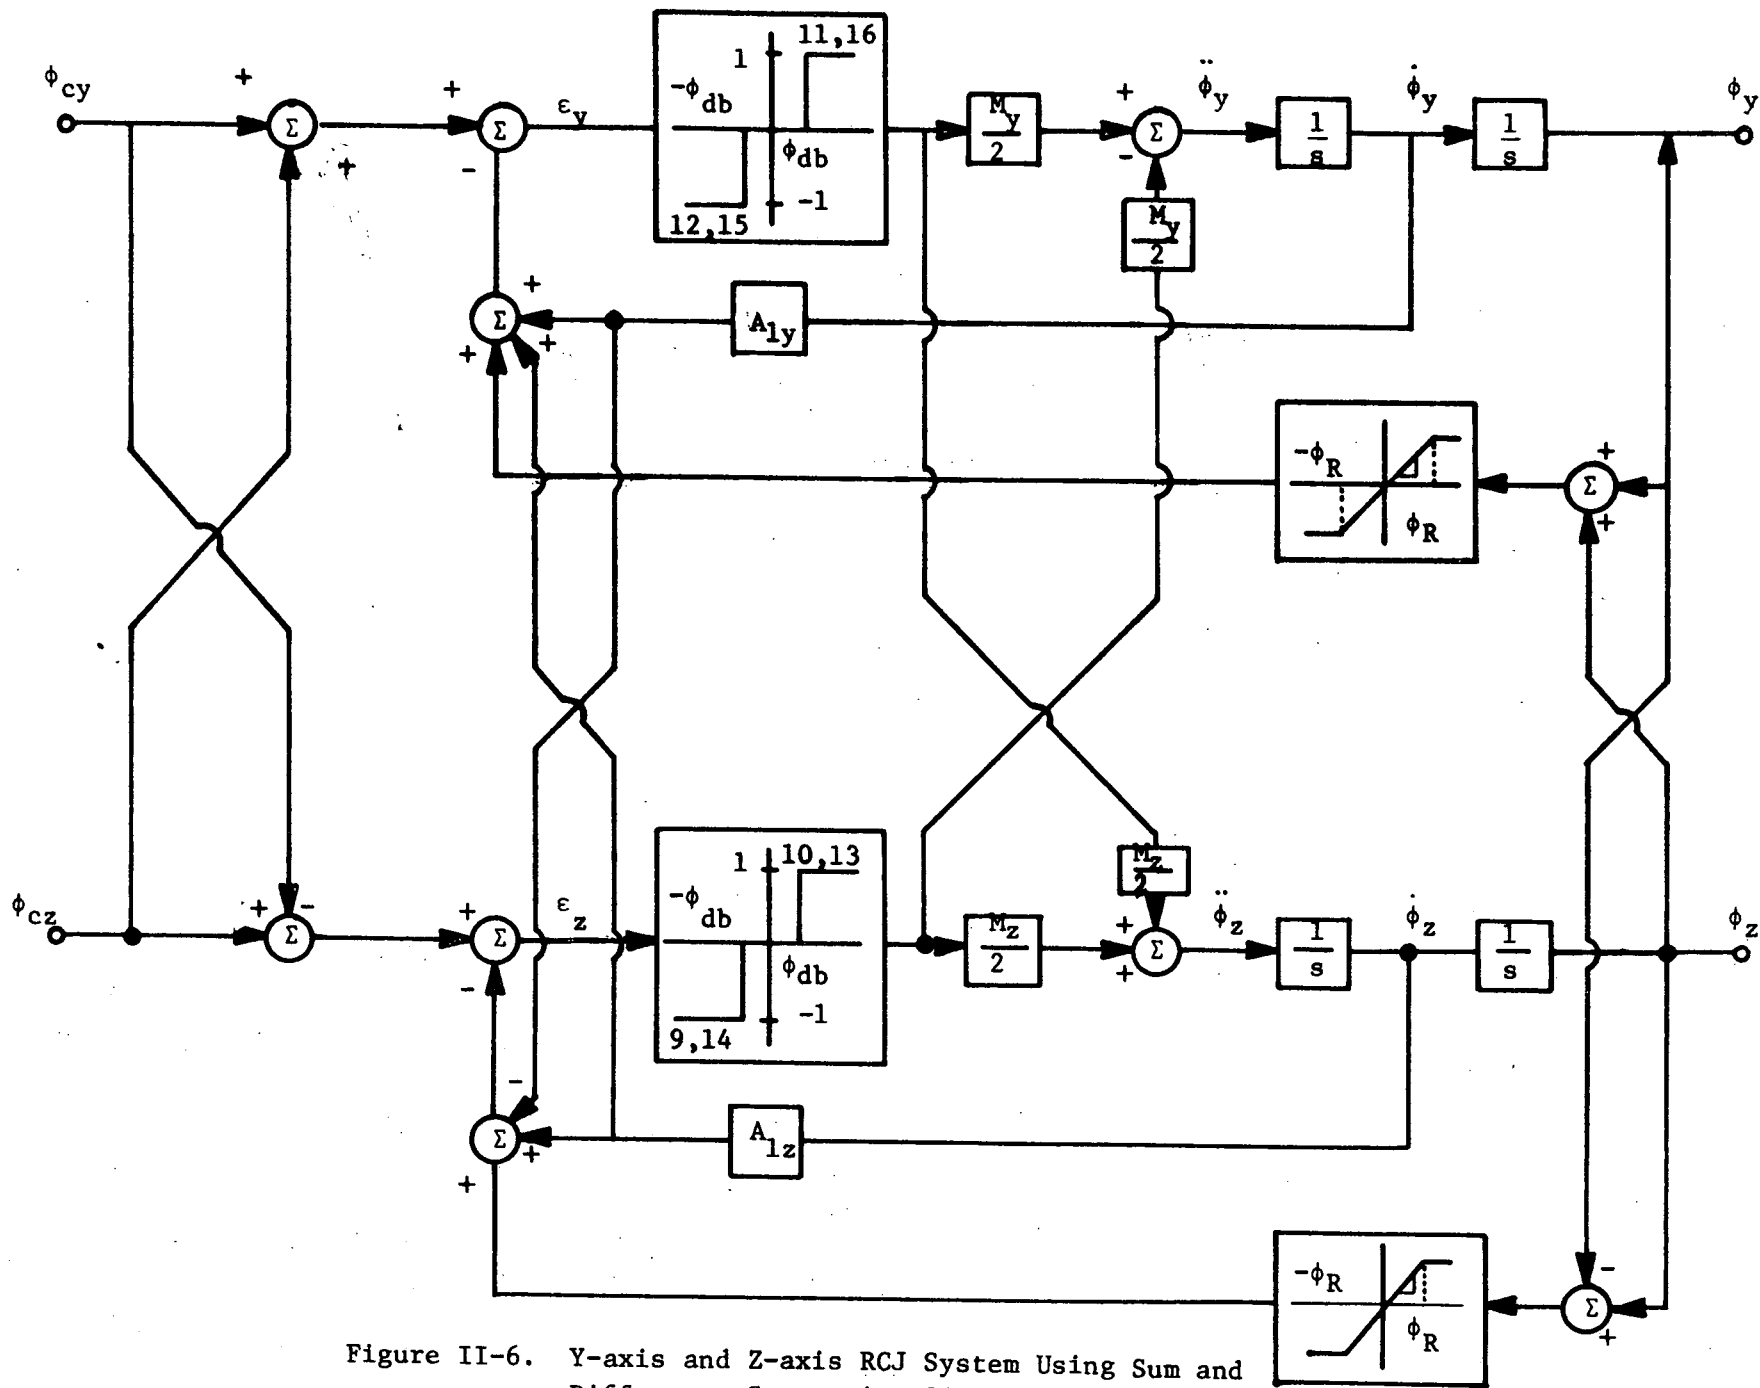 ϕcy
+
Σ
+
+
Σ
-
εy
1
11,16
-ϕdb
ϕdb
-1
12,15
My
2
+
-
Σ
ϕ̈y
1
s
ϕ̇y
1
s
ϕy
My
2
+
Σ
+
+
A1y
-ϕR
ϕR
+
Σ
+
ϕcz
+
-
Σ
+
Σ
-
εz
1
10,13
-ϕdb
ϕdb
-1
9,14
Mz
2
Mz
2
+
Σ
+
ϕ̈z
1
s
ϕ̇z
1
s
ϕz
-
Σ
+
+
A1z
-ϕR
ϕR
-
Σ
+
Figure II-6. Y-axis and Z-axis RCJ System Using Sum and